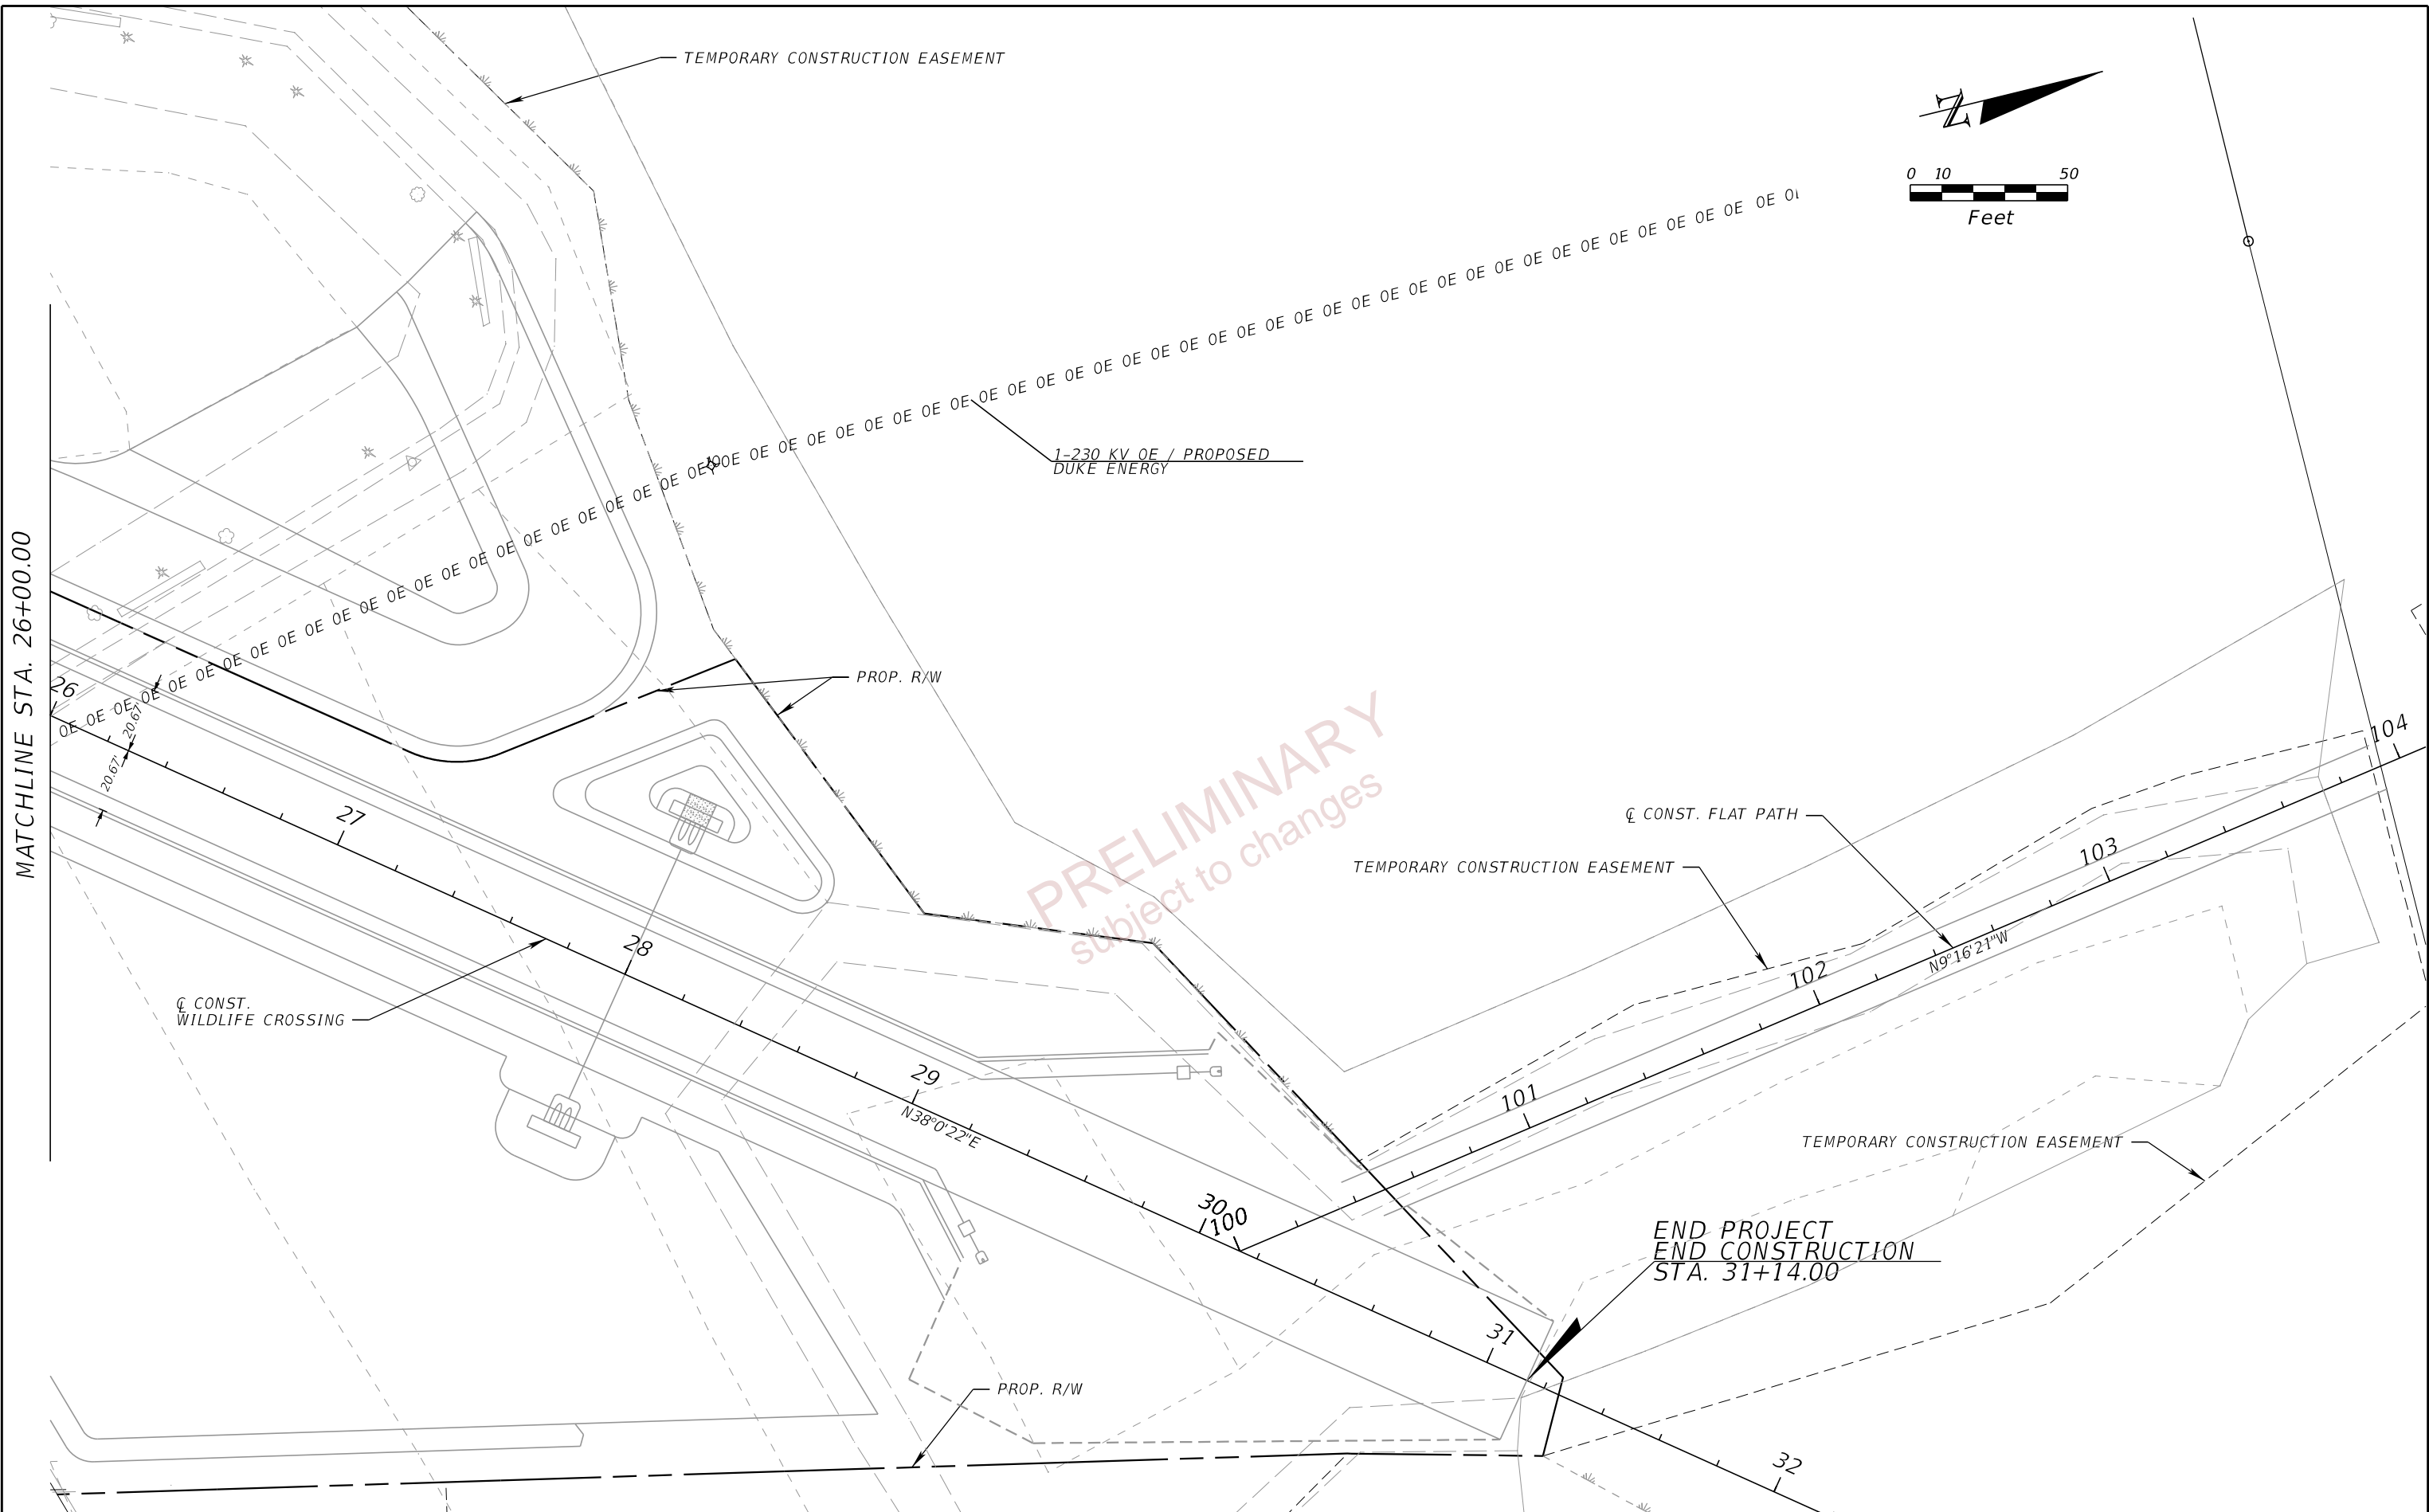 TEMPORARY CONSTRUCTION EASEMENT
N
0 10 50
Feet
OE OE OE OE OE OE OE OE OE OE OE OE OE OE OE OE OE OE OE OE OE OE OE OE OE OE OE OE OE OE OE OE OE OE OE OE OE OE OE OE OE OE OE OE OE OE OE OE OE OE OE OE OE OE OE OE OE OE OE OE
1-230 KV OE / PROPOSED
DUKE ENERGY
MATCHLINE STA. 26+00.00
26
20.67'
20.67'
PROP. R/W
27
PRELIMINARY
subject to changes
104
℄ CONST. FLAT PATH
103
TEMPORARY CONSTRUCTION EASEMENT
28
N9°16'21"W
102
℄ CONST.
WILDLIFE CROSSING
29
101
N38°0'22"E
TEMPORARY CONSTRUCTION EASEMENT
30
100
END PROJECT
END CONSTRUCTION
STA. 31+14.00
31
PROP. R/W
32